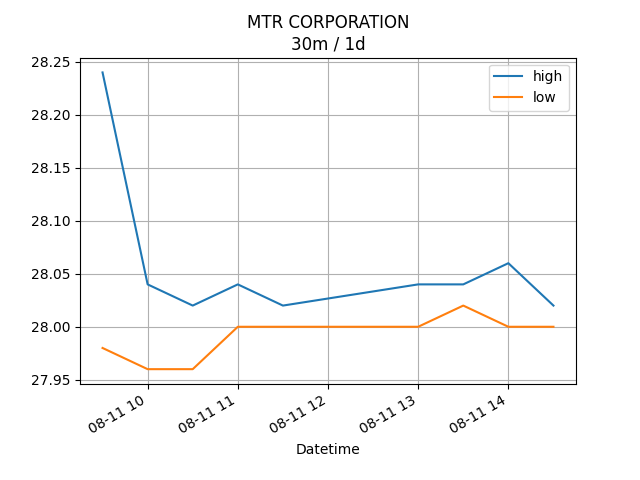 MTR CORPORATION
30m / 1d
28.25
28.20
28.15
28.10
28.05
28.00
27.95
high
low
08-11 10
08-11 11
08-11 12
08-11 13
08-11 14
Datetime